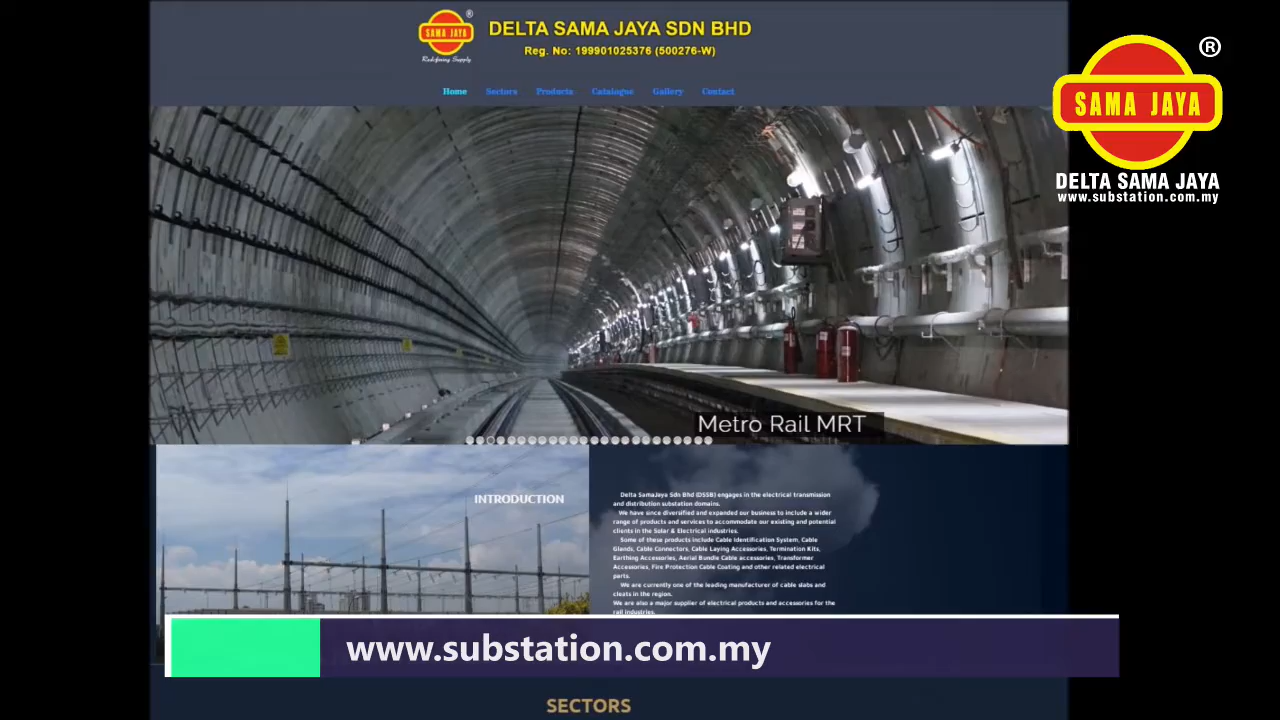 SAMA JAYA
®
Redefining Supply
DELTA SAMA JAYA SDN BHD
Reg. No: 199901025376 (500276-W)
Home Sectors Products Catalogue Gallery Contact
®
SAMA JAYA
DELTA SAMA JAYA
www.substation.com.my
Metro Rail MRT
INTRODUCTION
Delta SamaJaya Sdn Bhd (DSSB) engages in the electrical transmission
and distribution substation domains.
We have since diversified and expanded our business to include a wider
range of products and services to accommodate our existing and potential
clients in the Solar & Electrical industries.
Some of these products include Cable Identification System, Cable
Glands, Cable Connectors, Cable Laying Accessories, Termination Kits,
Earthing Accessories, Aerial Bundle Cable accessories, Transformer
Accessories, Fire Protection Cable Coating and other related electrical
parts.
We are currently one of the leading manufacturer of cable slabs and
cleats in the region.
We are also a major supplier of electrical products and accessories for the
rail industries.
www.substation.com.my
SECTORS